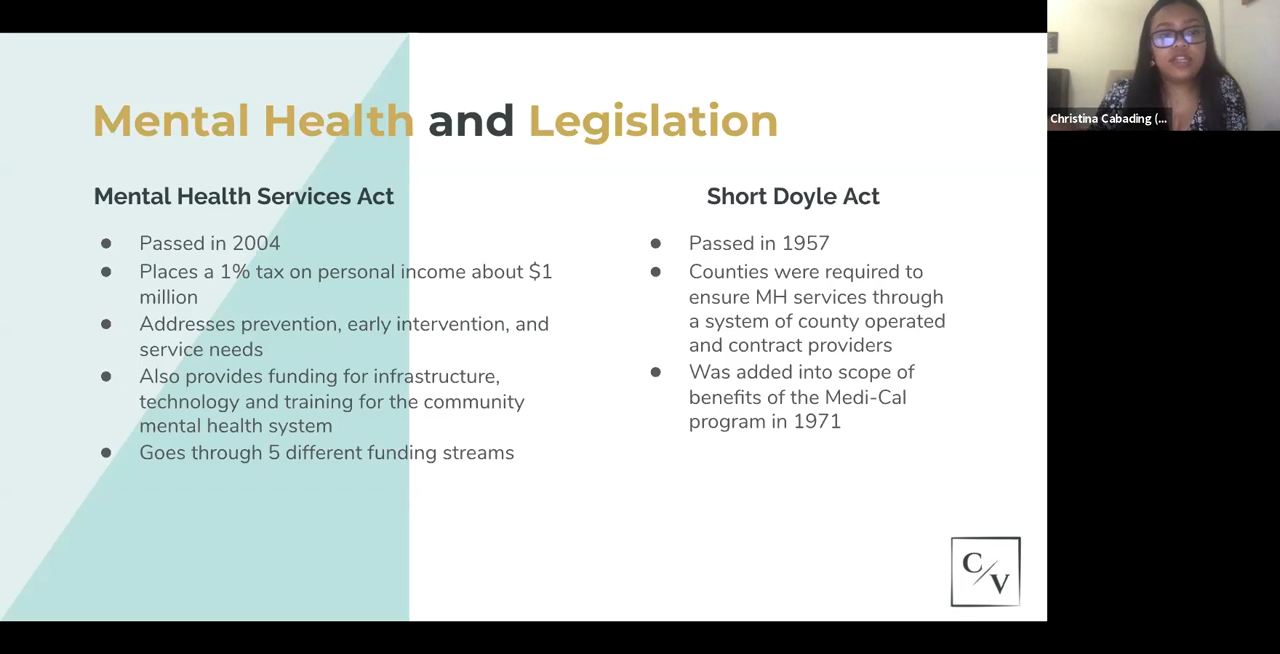 Mental Health and Legislation
Mental Health Services Act
● Passed in 2004
● Places a 1% tax on personal income about $1
million
● Addresses prevention, early intervention, and
service needs
● Also provides funding for infrastructure,
technology and training for the community
mental health system
● Goes through 5 different funding streams
Short Doyle Act
● Passed in 1957
● Counties were required to
ensure MH services through
a system of county operated
and contract providers
● Was added into scope of
benefits of the Medi-Cal
program in 1971
C/V
Christina Cabading (...